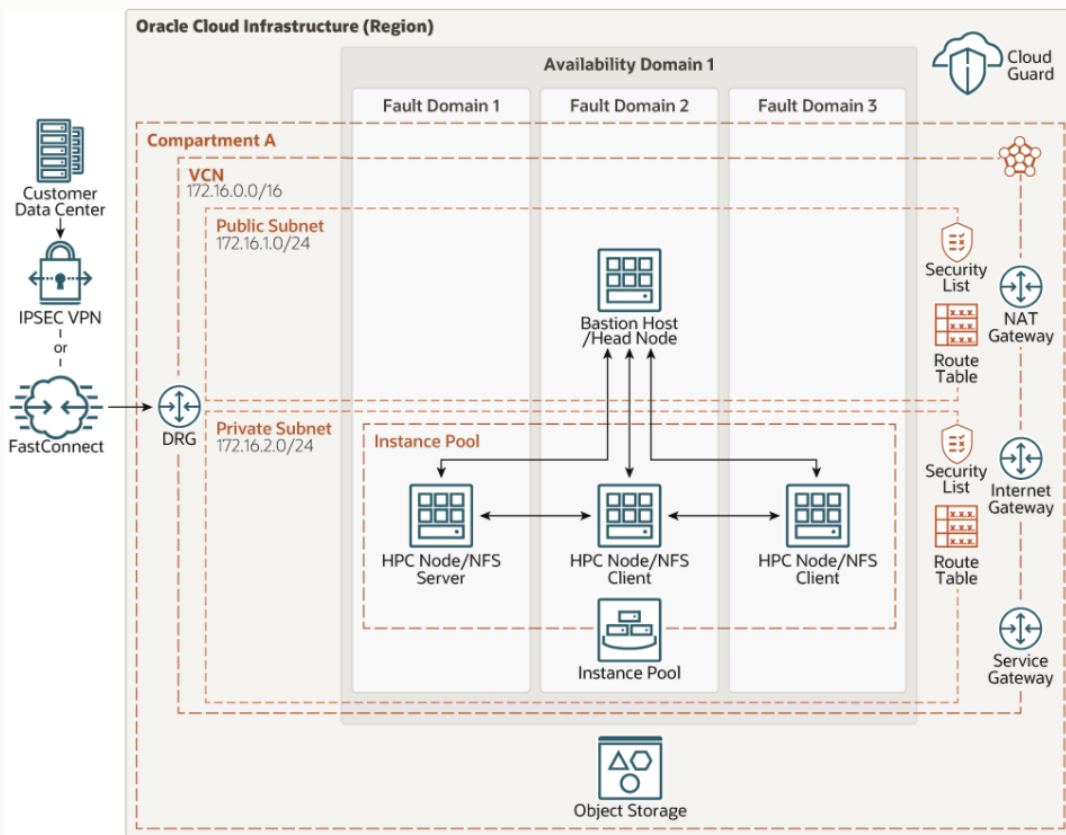 Oracle Cloud Infrastructure (Region)
Availability Domain 1
Cloud
Guard
Fault Domain 1
Fault Domain 2
Fault Domain 3
Compartment A
Customer
Data Center
VCN
172.16.0.0/16
Public Subnet
172.16.1.0/24
Security
List
IPSEC VPN
or
Bastion Host
/Head Node
NAT
Gateway
Route
Table
FastConnect
DRG
Private Subnet
172.16.2.0/24
Instance Pool
Security
List
Internet
Gateway
HPC Node/NFS
Server
HPC Node/NFS
Client
HPC Node/NFS
Client
Route
Table
Instance Pool
Service
Gateway
Object Storage